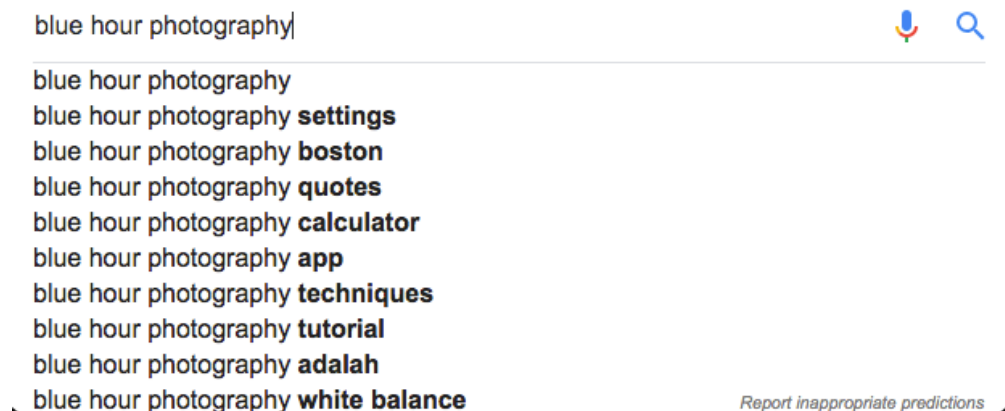 blue hour photography
blue hour photography
blue hour photography settings
blue hour photography boston
blue hour photography quotes
blue hour photography calculator
blue hour photography app
blue hour photography techniques
blue hour photography tutorial
blue hour photography adalah
blue hour photography white balance
Report inappropriate predictions